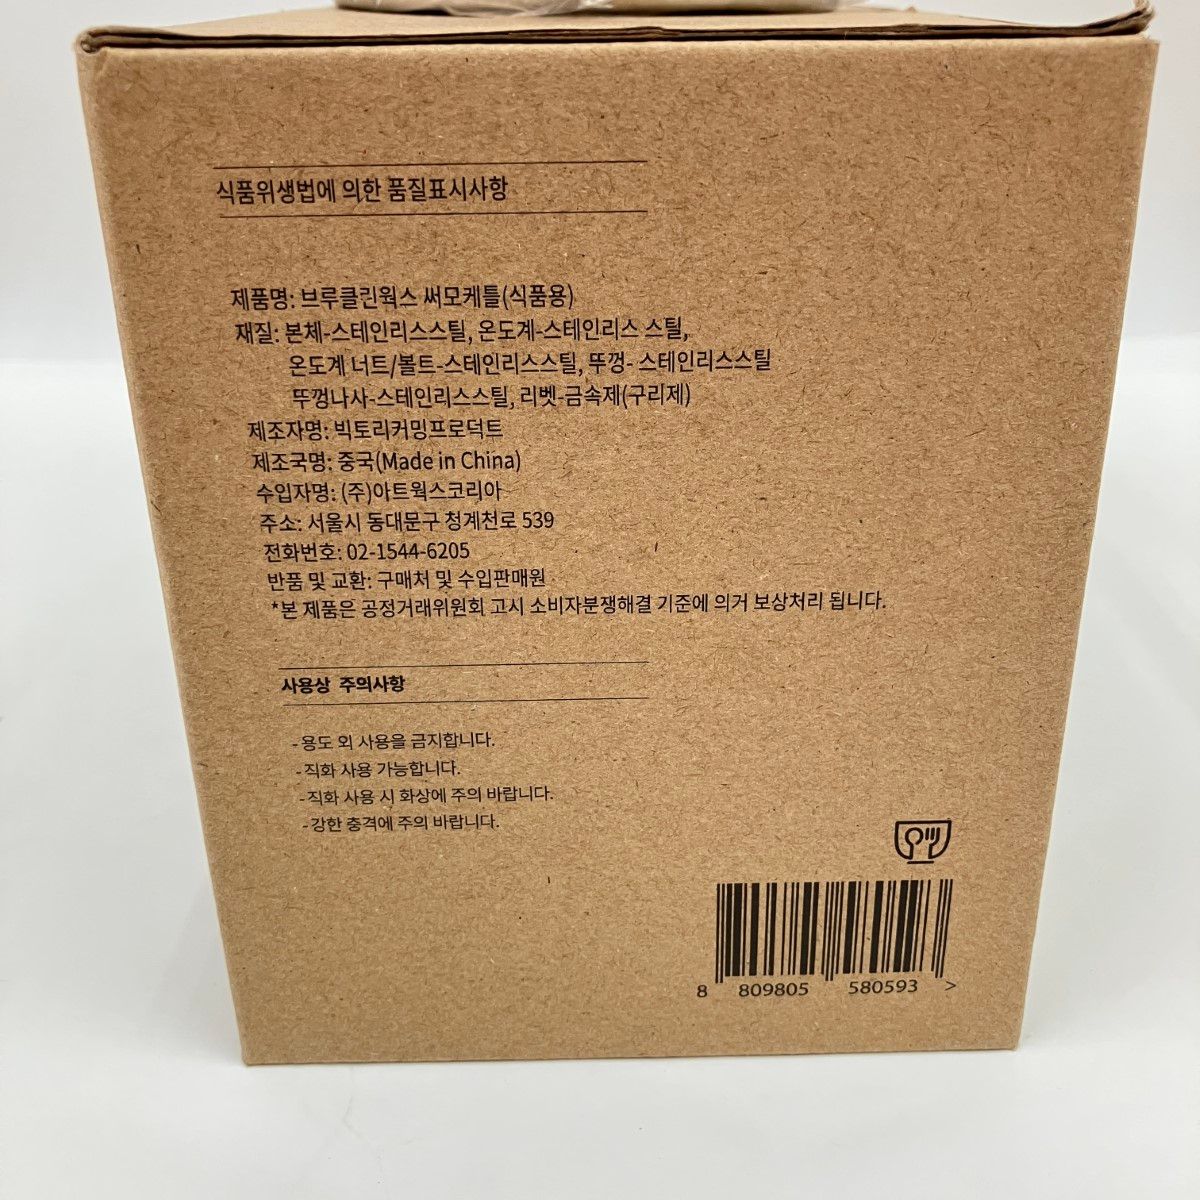 식품위생법에 의한 품질표시사항
제품명: 브루클린웍스 써모케틀(식품용)
재질: 본체-스테인리스스틸, 온도계-스테인리스 스틸,
온도계 너트/볼트-스테인리스스틸, 뚜껑- 스테인리스스틸
뚜껑나사-스테인리스스틸, 리벳-금속제(구리제)
제조자명: 빅토리커밍프로덕트
제조국명: 중국(Made in China)
수입자명: (주)아트웍스코리아
주소: 서울시 동대문구 청계천로 539
전화번호: 02-1544-6205
반품 및 교환: 구매처 및 수입판매원
*본 제품은 공정거래위원회 고시 소비자분쟁해결 기준에 의거 보상처리 됩니다.
사용상 주의사항
- 용도 외 사용을 금지합니다.
- 직화 사용 가능합니다.
- 직화 사용 시 화상에 주의 바랍니다.
- 강한 충격에 주의 바랍니다.
8 809805 580593 >